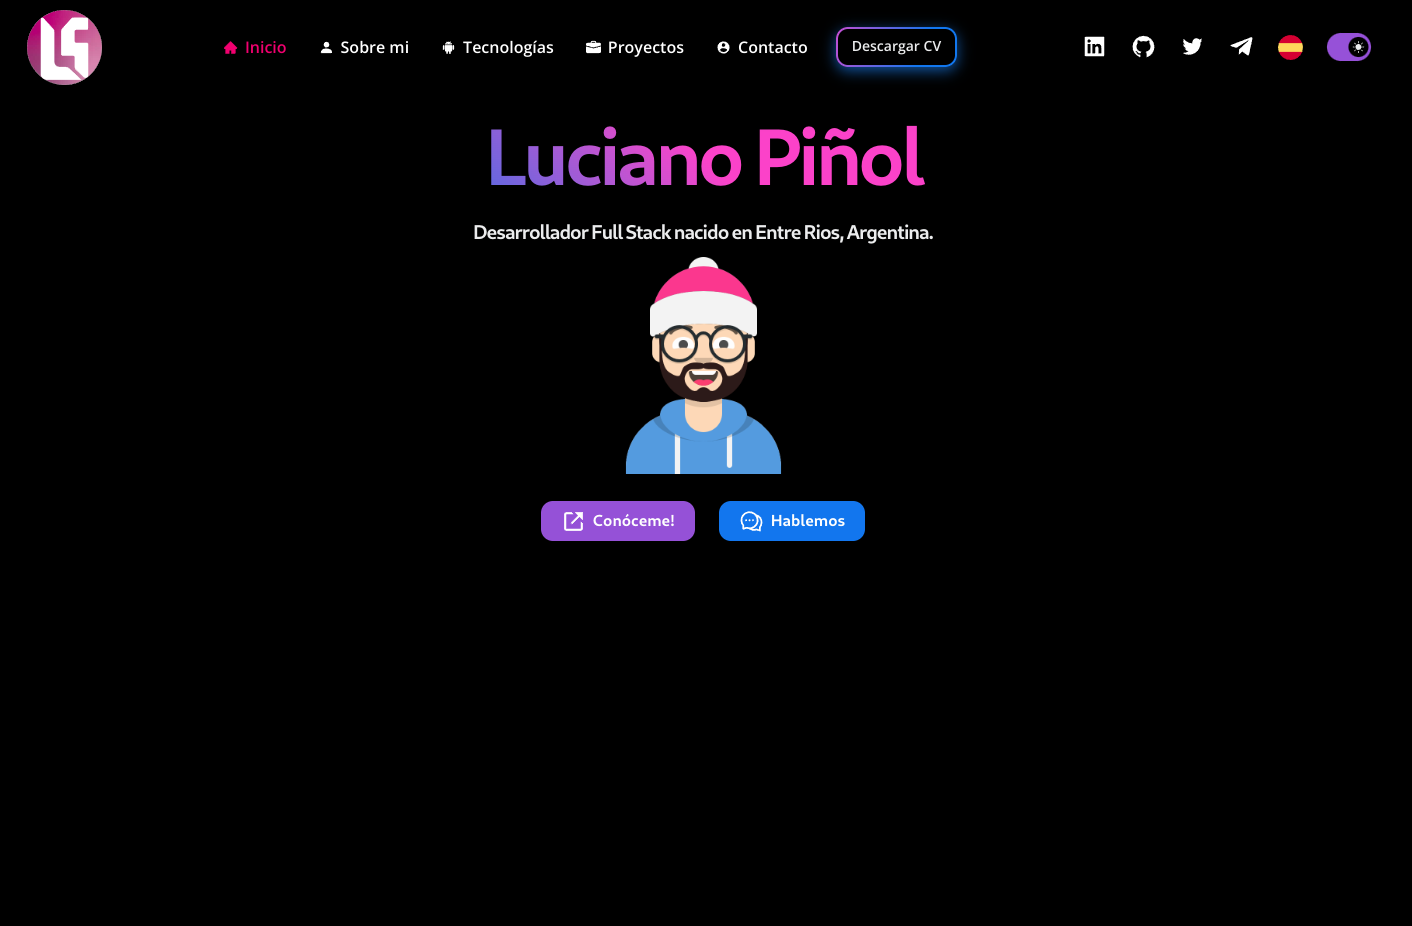 Inicio
Sobre mi
Tecnologías
Proyectos
Contacto
Descargar CV
Luciano Piñol
Desarrollador Full Stack nacido en Entre Rios, Argentina.
Conóceme!
Hablemos